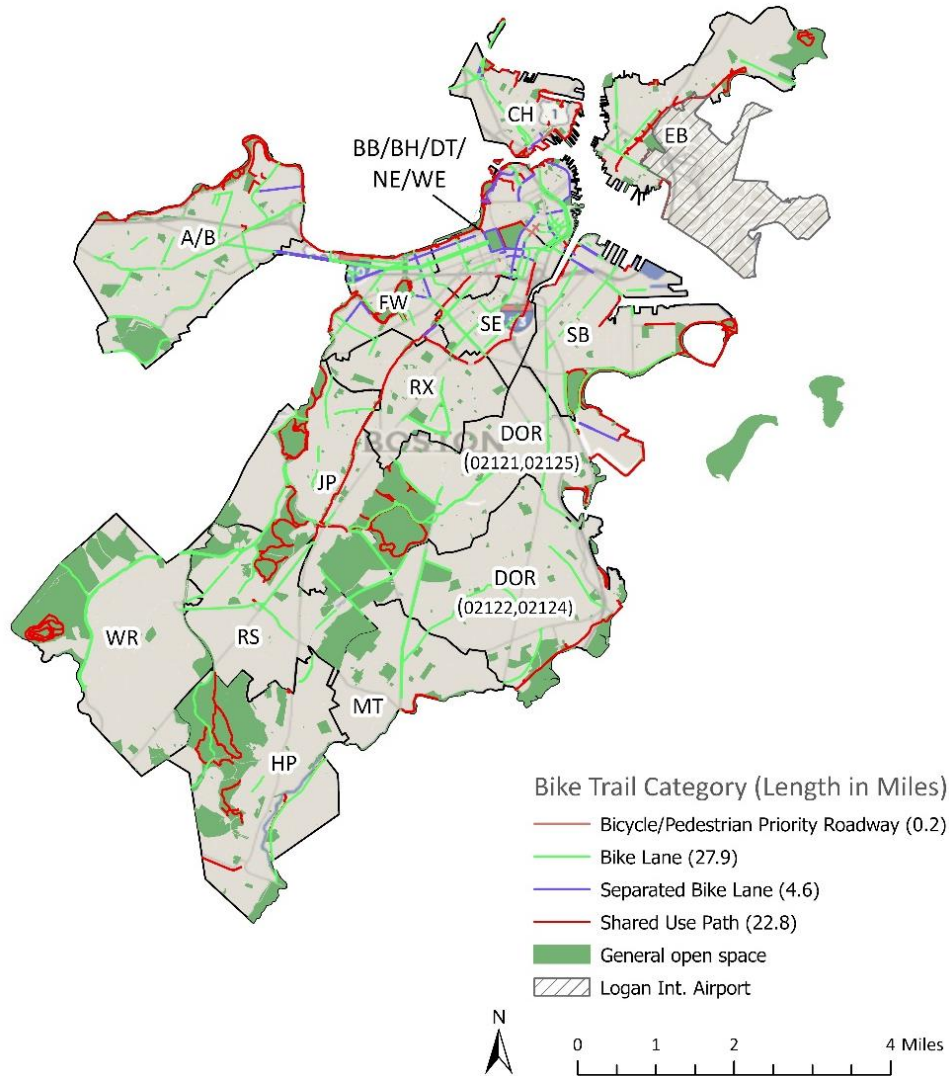 CH
1
EB
BB/BH/DT/
NE/WE
A/B
FW
SE
SB
RX
BOSTON
DOR
(02121,02125)
JP
DOR
(02122,02124)
WR
RS
MT
HP
Bike Trail Category (Length in Miles)
Bicycle/Pedestrian Priority Roadway (0.2)
Bike Lane (27.9)
Separated Bike Lane (4.6)
Shared Use Path (22.8)
General open space
Logan Int. Airport
N
0 1 2 4 Miles